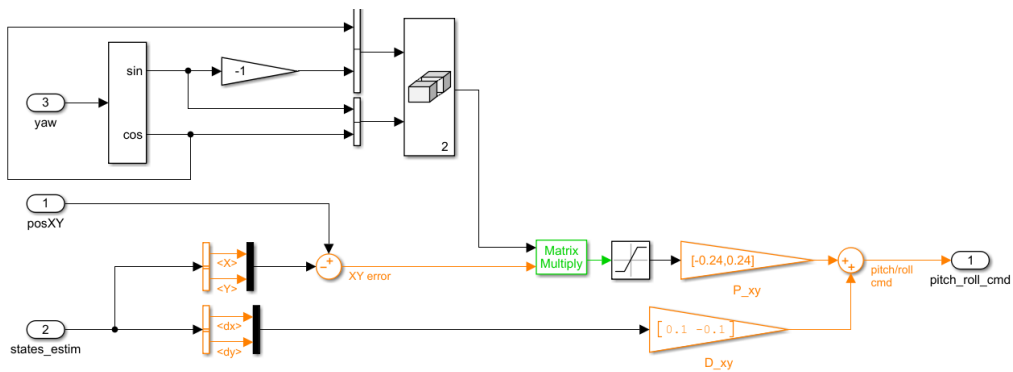 sin
-1
3
yaw
cos
2
1
posXY
+
−
<X>
<Y>
XY error
Matrix
Multiply
[-0.24,0.24]
P_xy
+
+
pitch/roll
cmd
1
pitch_roll_cmd
2
states_estim
<dx>
<dy>
[ 0.1 -0.1 ]
D_xy